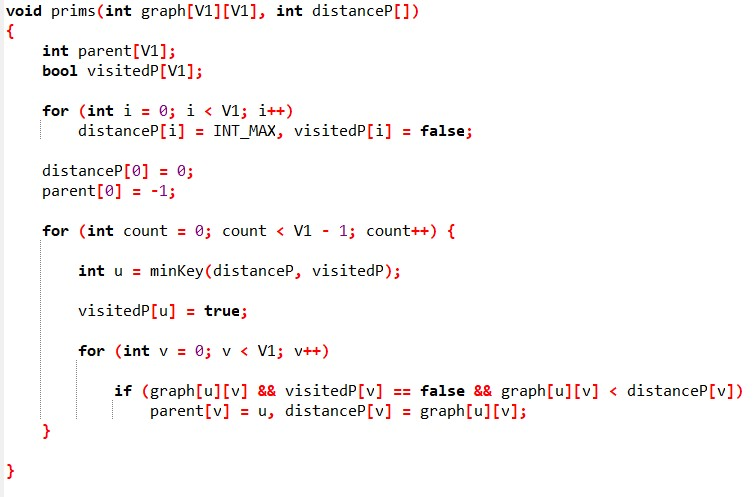 void prims(int graph[V1][V1], int distanceP[])
{
    int parent[V1];
    bool visitedP[V1];
    for (int i = 0; i < V1; i++)
        distanceP[i] = INT_MAX, visitedP[i] = false;
    distanceP[0] = 0;
    parent[0] = -1;
    for (int count = 0; count < V1 - 1; count++) {
        int u = minKey(distanceP, visitedP);
        visitedP[u] = true;
        for (int v = 0; v < V1; v++)
            if (graph[u][v] && visitedP[v] == false && graph[u][v] < distanceP[v])
                parent[v] = u, distanceP[v] = graph[u][v];
    }
}